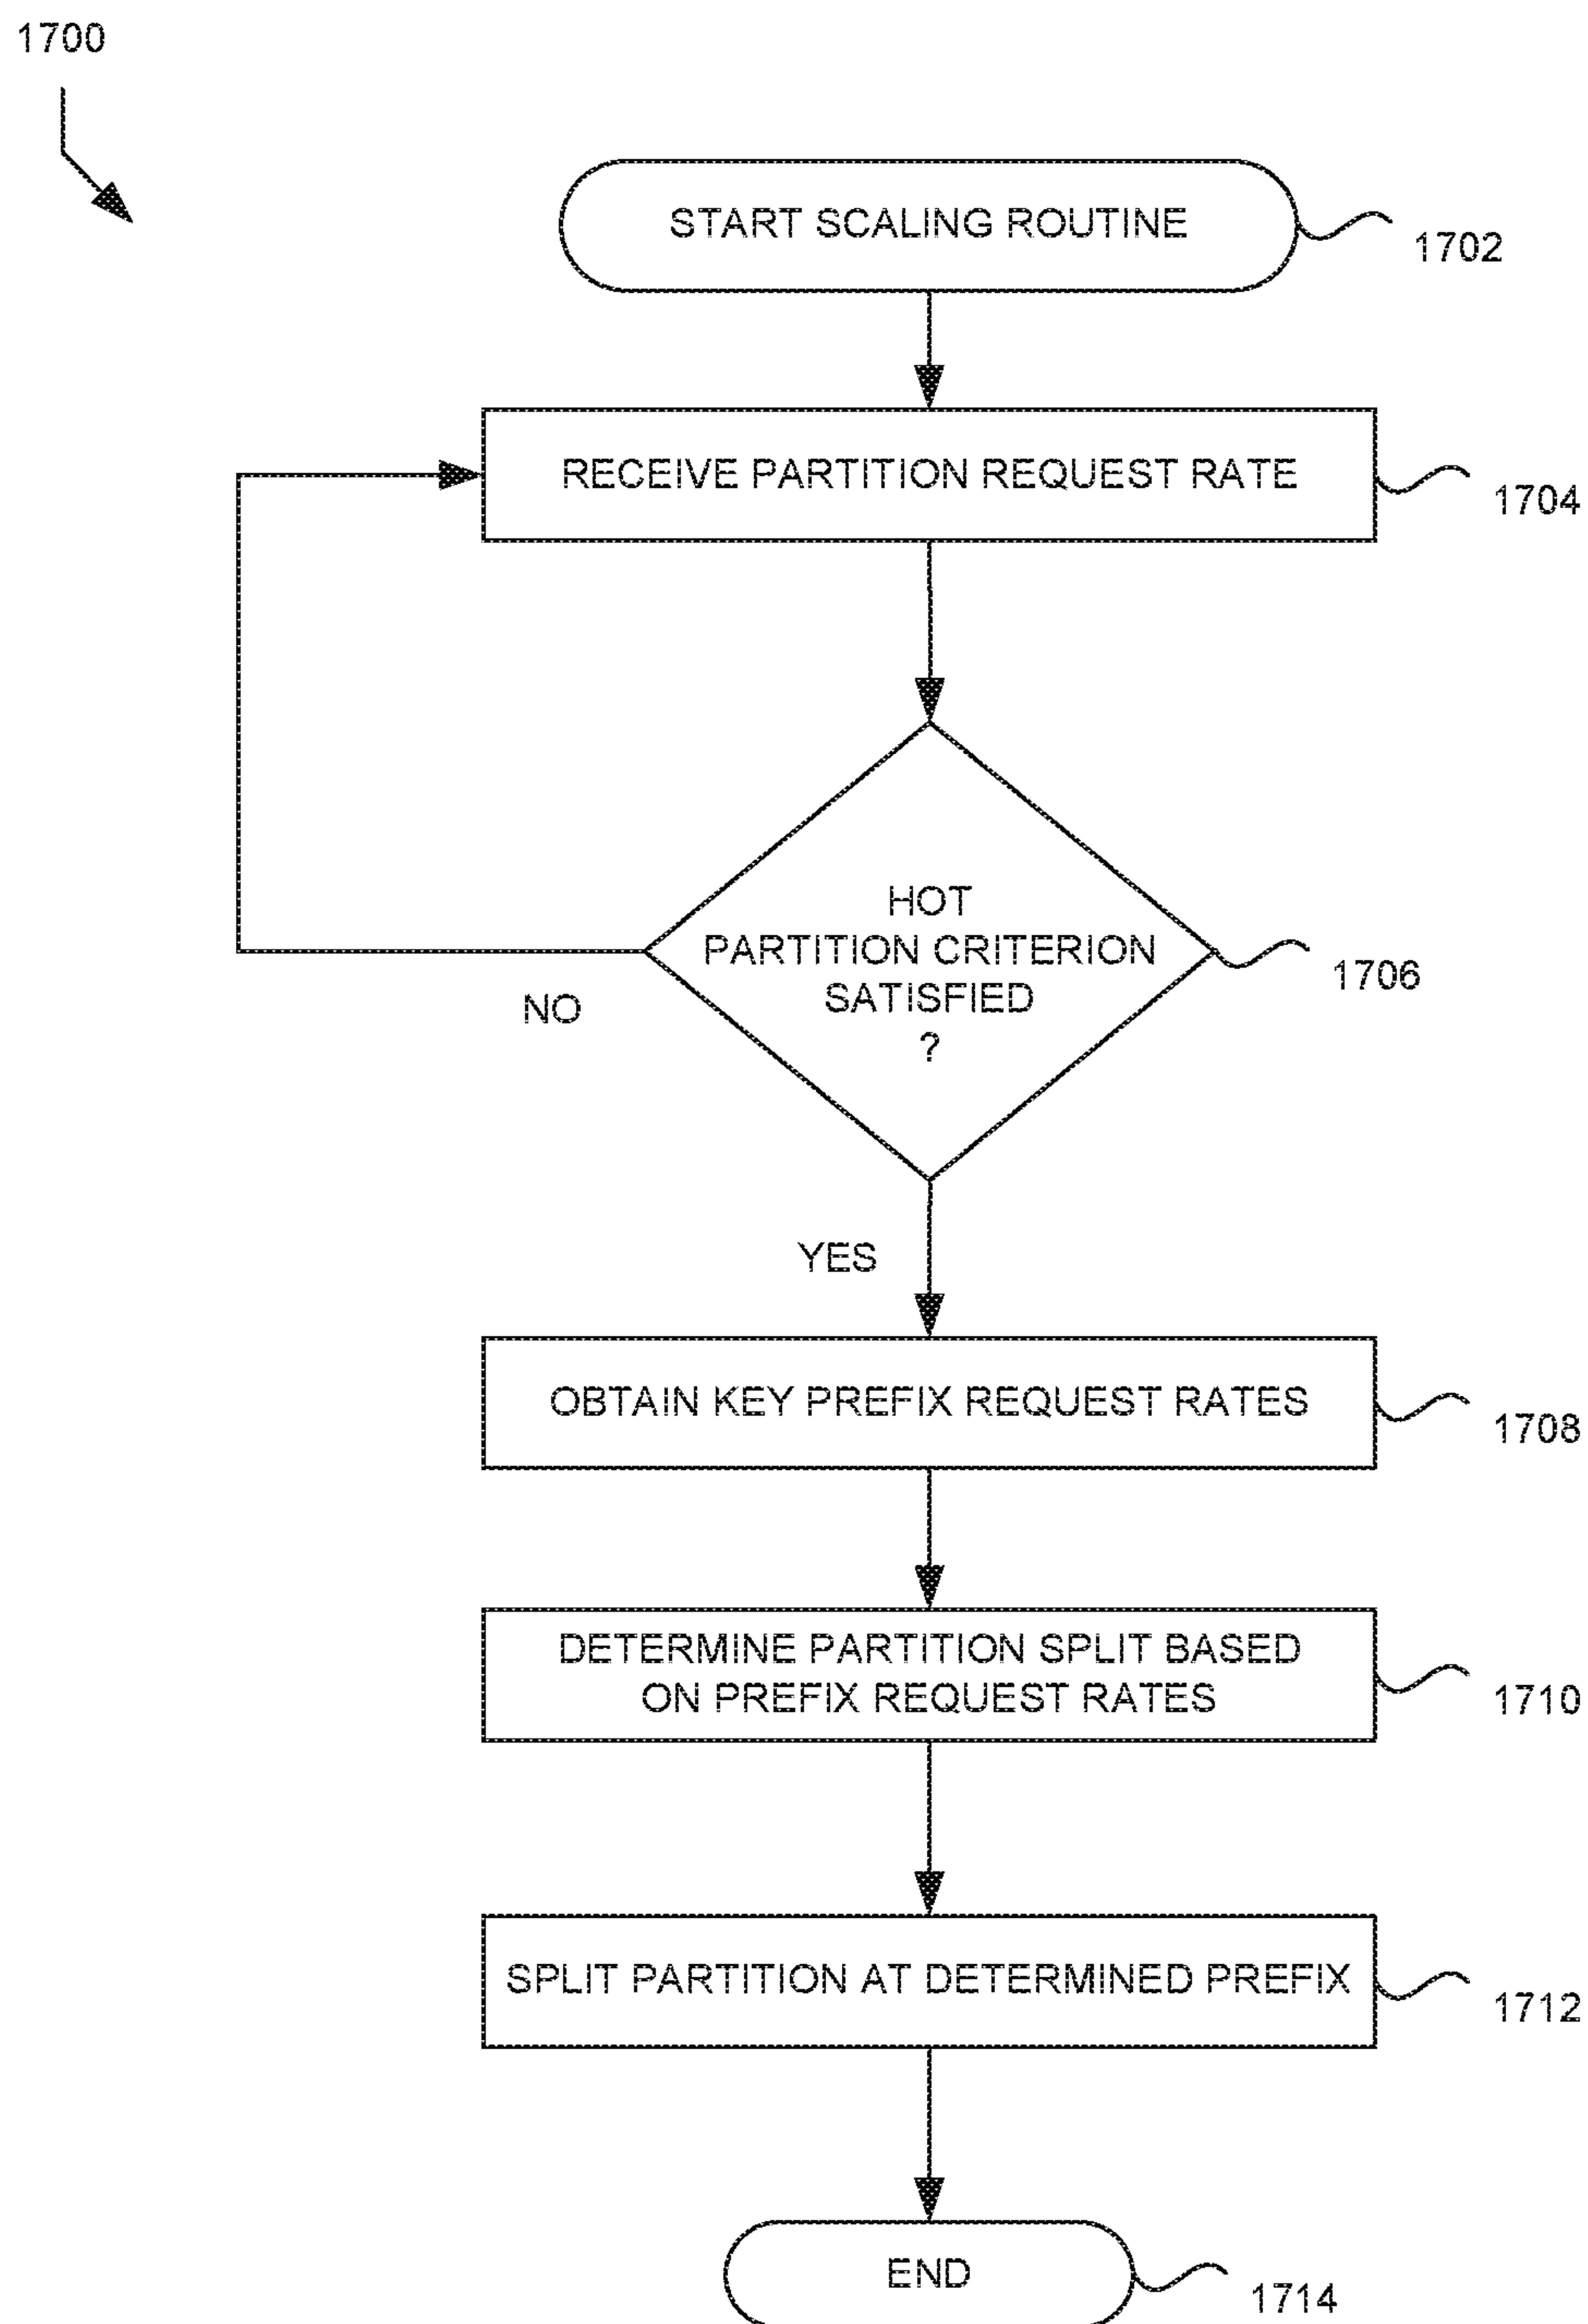 1700
START SCALING ROUTINE
1702
RECEIVE PARTITION REQUEST RATE
1704
HOT
PARTITION CRITERION
SATISFIED
?
1706
NO
YES
OBTAIN KEY PREFIX REQUEST RATES
1708
DETERMINE PARTITION SPLIT BASED
ON PREFIX REQUEST RATES
1710
SPLIT PARTITION AT DETERMINED PREFIX
1712
END
1714